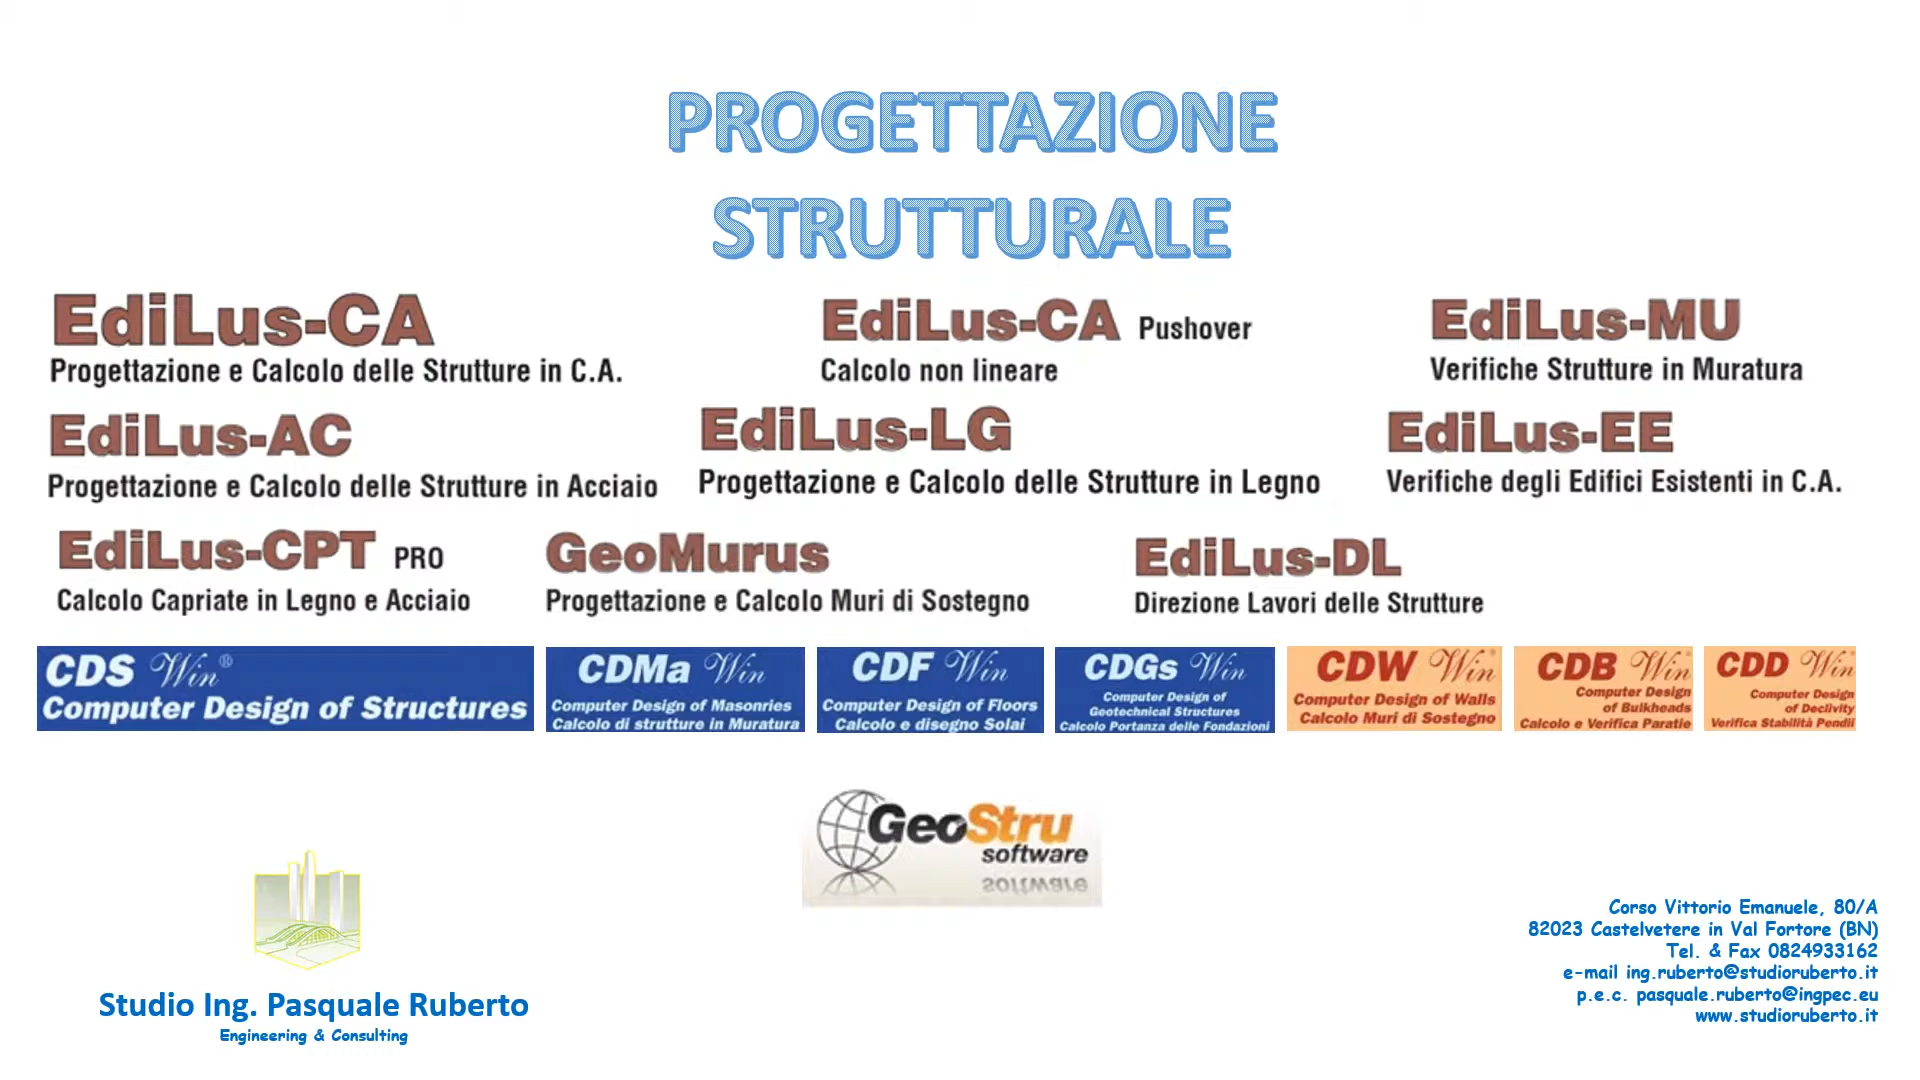 PROGETTAZIONE
STRUTTURALE
EdiLus-CA
Progettazione e Calcolo delle Strutture in C.A.
EdiLus-CA Pushover
Calcolo non lineare
EdiLus-MU
Verifiche Strutture in Muratura
EdiLus-AC
Progettazione e Calcolo delle Strutture in Acciaio
EdiLus-LG
Progettazione e Calcolo delle Strutture in Legno
EdiLus-EE
Verifiche degli Edifici Esistenti in C.A.
EdiLus-CPT PRO
Calcolo Capriate in Legno e Acciaio
GeoMurus
Progettazione e Calcolo Muri di Sostegno
EdiLus-DL
Direzione Lavori delle Strutture
CDS Win®
Computer Design of Structures
CDMa Win
Computer Design of Masonries
Calcolo di strutture in Muratura
CDF Win
Computer Design of Floors
Calcolo e disegno Solai
CDGs Win
Computer Design of
Geotechnical Structures
Calcolo Portanza delle Fondazioni
CDW Win®
Computer Design of Walls
Calcolo Muri di Sostegno
CDB Win®
Computer Design
of Bulkheads
Calcolo e Verifica Paratie
CDD Win®
Computer Design
of Declivity
Verifica Stabilità Pendii
GeoStru
software
Studio Ing. Pasquale Ruberto
Engineering & Consulting
Corso Vittorio Emanuele, 80/A
82023 Castelvetere in Val Fortore (BN)
Tel. & Fax 0824933162
e-mail ing.ruberto@studioruberto.it
p.e.c. pasquale.ruberto@ingpec.eu
www.studioruberto.it